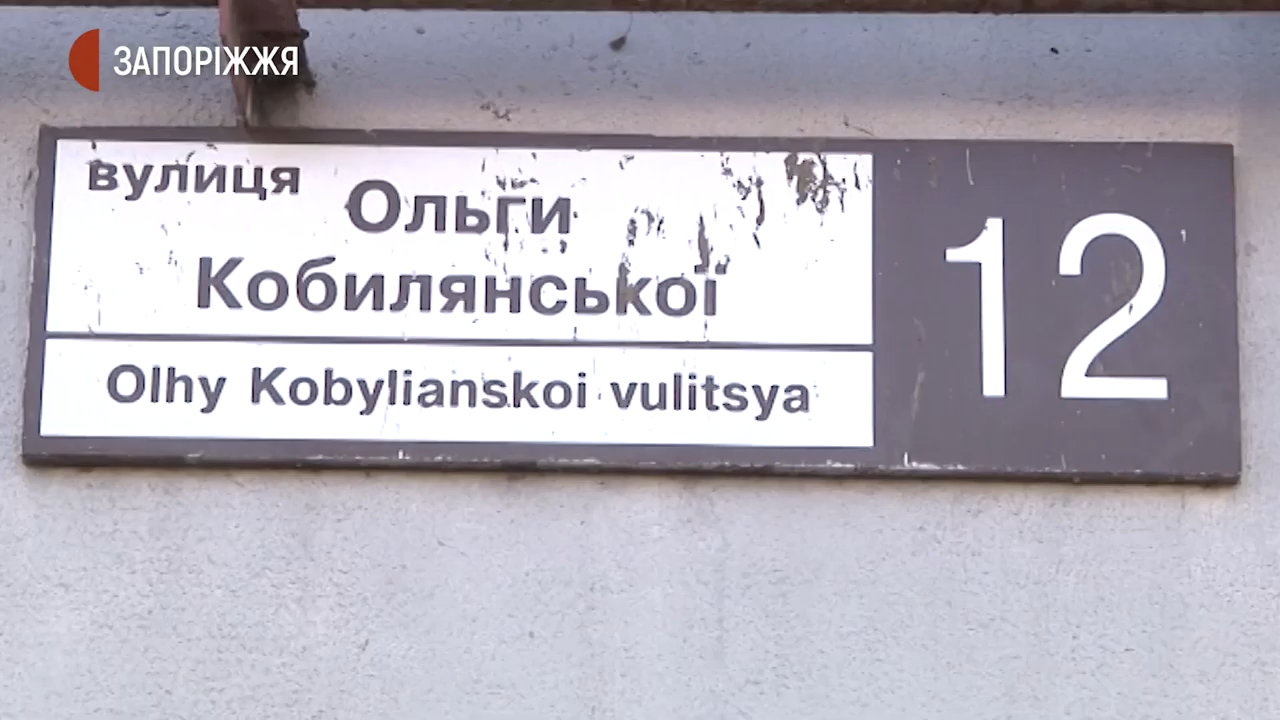 ЗАПОРІЖЖЯ
вулиця
Ольги
Кобилянської
Olhy Kobylianskoi vulitsya
12